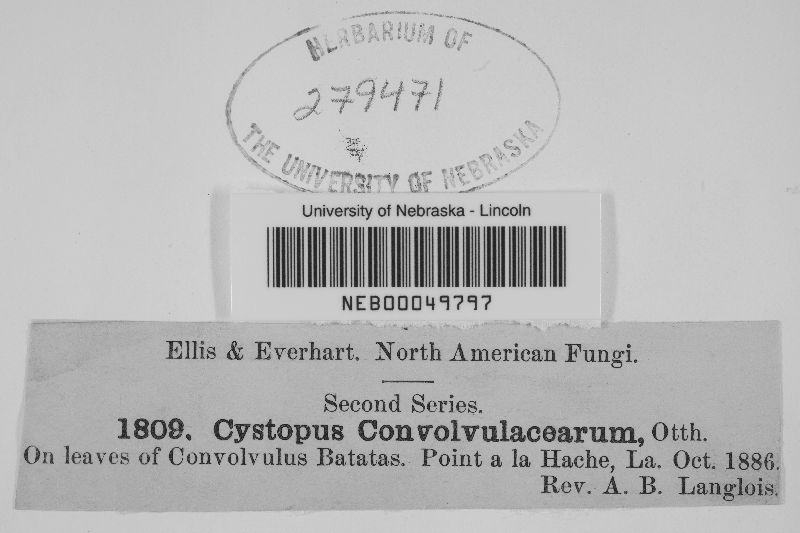 HERBARIUM OF
279471
THE UNIVERSITY OF NEBRASKA
University of Nebraska - Lincoln
NEB00049797
Ellis & Everhart. North American Fungi.
Second Series.
1809. Cystopus Convolvulacearum, Otth.
On leaves of Convolvulus Batatas. Point a la Hache, La. Oct. 1886.
Rev. A. B. Langlois.